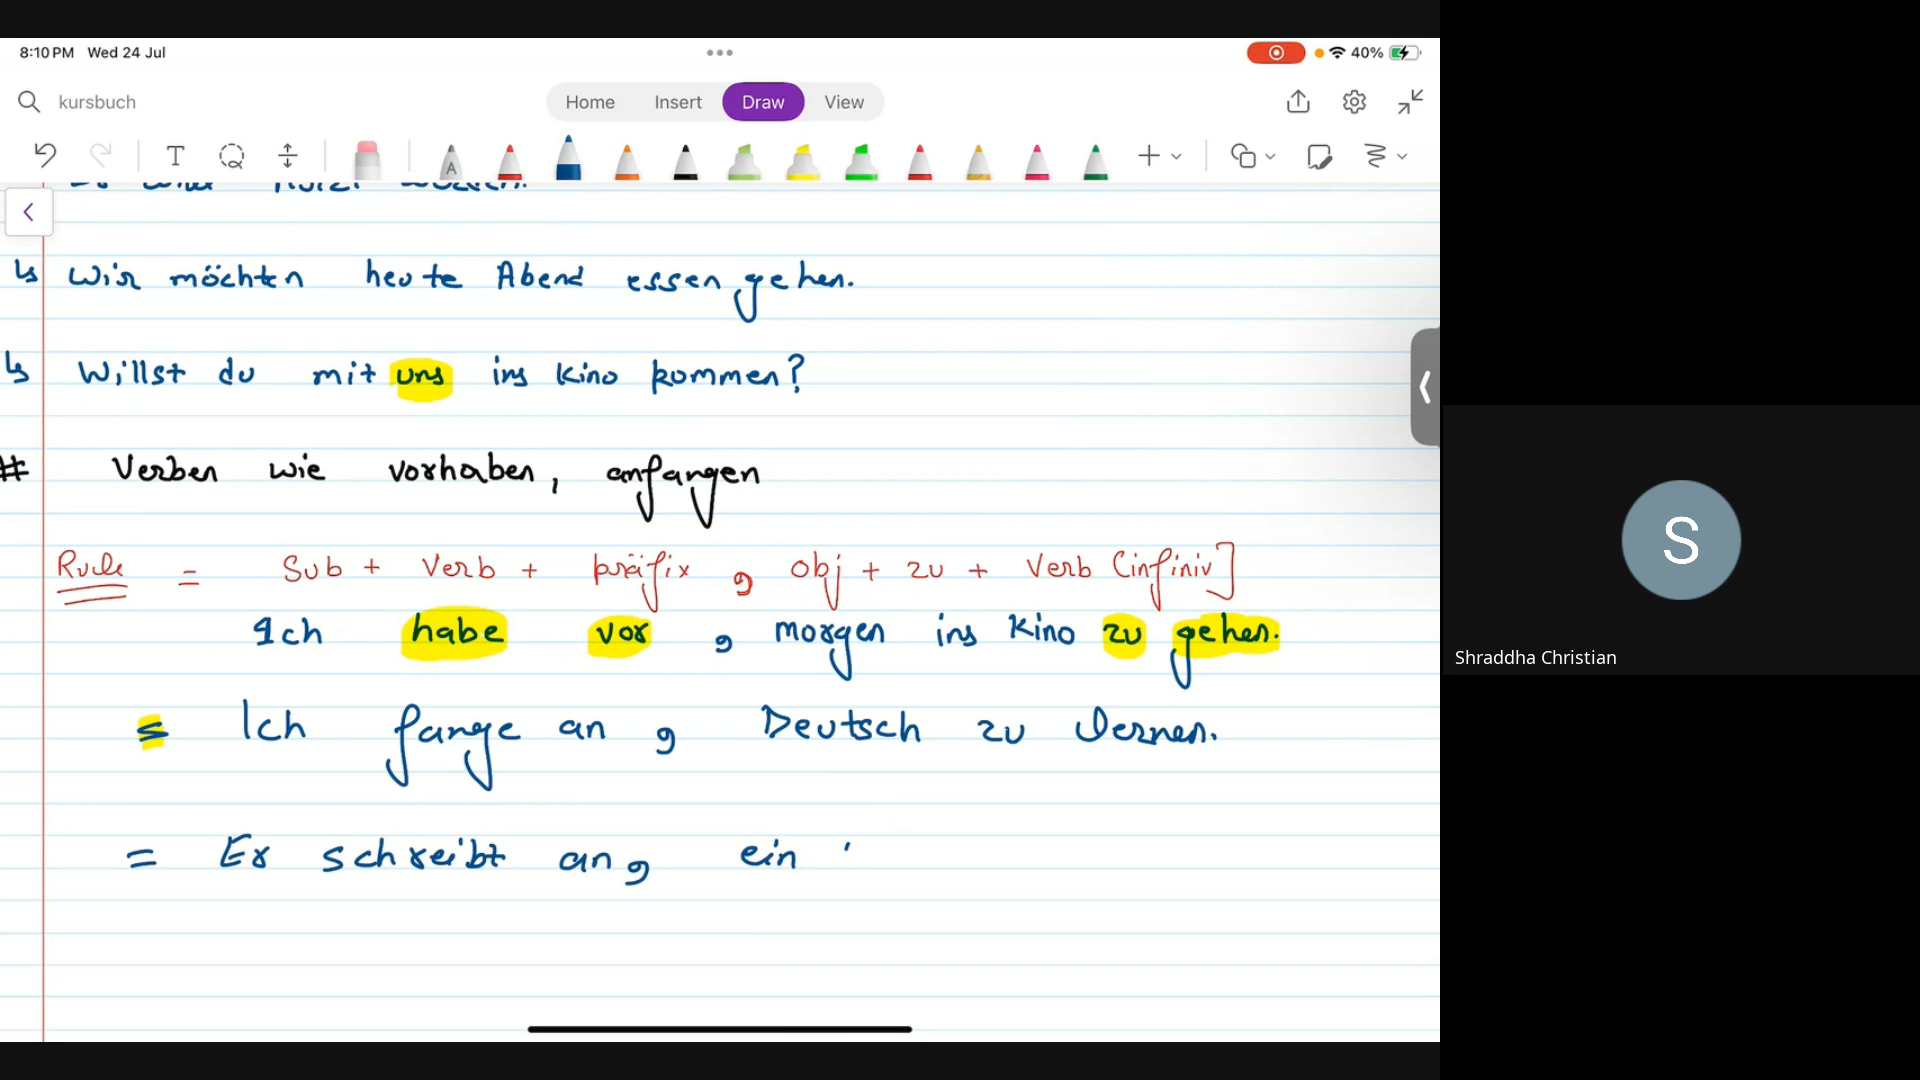 8:10 PM Wed 24 Jul
40%
kursbuch
Home Insert Draw View
↳ Wir möchten heute Abend essen gehen.
↳ Willst du mit uns ins Kino kommen?
# Verben wie vorhaben, anfangen
Rule = Sub + Verb + präfix, obj + zu + Verb (infiniv]
Ich habe vor, morgen ins Kino zu gehen.
= Ich fange an, Deutsch zu lernen.
= Er schreibt an, ein
S
Shraddha Christian